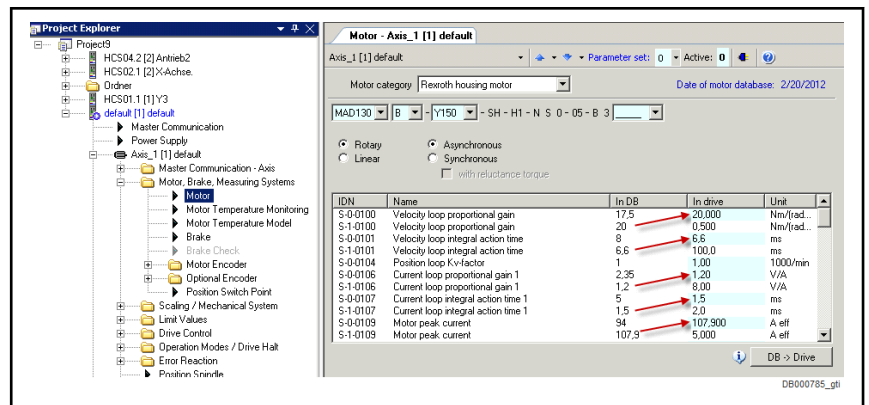 Project Explorer
Project9
HCS04.2 [2] Antrieb2
HCS02.1 [2] X-Achse.
Ordner
HCS01.1 [1] Y3
default [1] default
Master Communication
Power Supply
Axis_1 [1] default
Master Communication - Axis
Motor, Brake, Measuring Systems
Motor
Motor Temperature Monitoring
Motor Temperature Model
Brake
Brake Check
Motor Encoder
Optional Encoder
Position Switch Point
Scaling / Mechanical System
Limit Values
Drive Control
Operation Modes / Drive Halt
Error Reaction
Position Spindle
Motor - Axis_1 [1] default
Axis_1 [1] default Parameter set: 0 Active: 0
Motor category Rexroth housing motor Date of motor database: 2/20/2012
MAD130 B - Y150 - SH - H1 - N S 0 - 05 - B 3 ____
Rotary Asynchronous
Linear Synchronous
with reluctance torque
IDN Name In DB In drive Unit
S-0-0100 Velocity loop proportional gain 17,5 20,000 Nm/(rad...
S-1-0100 Velocity loop proportional gain 20 0,500 Nm/(rad...
S-0-0101 Velocity loop integral action time 8 6,6 ms
S-1-0101 Velocity loop integral action time 6,6 100,0 ms
S-0-0104 Position loop Kv-factor 1 1,00 1000/min
S-0-0106 Current loop proportional gain 1 2,35 1,20 V/A
S-1-0106 Current loop proportional gain 1 1,2 8,00 V/A
S-0-0107 Current loop integral action time 1 5 1,5 ms
S-1-0107 Current loop integral action time 1 1,5 2,0 ms
S-0-0109 Motor peak current 94 107,900 A eff
S-1-0109 Motor peak current 107,9 5,000 A eff
DB -> Drive
DB000785_gti